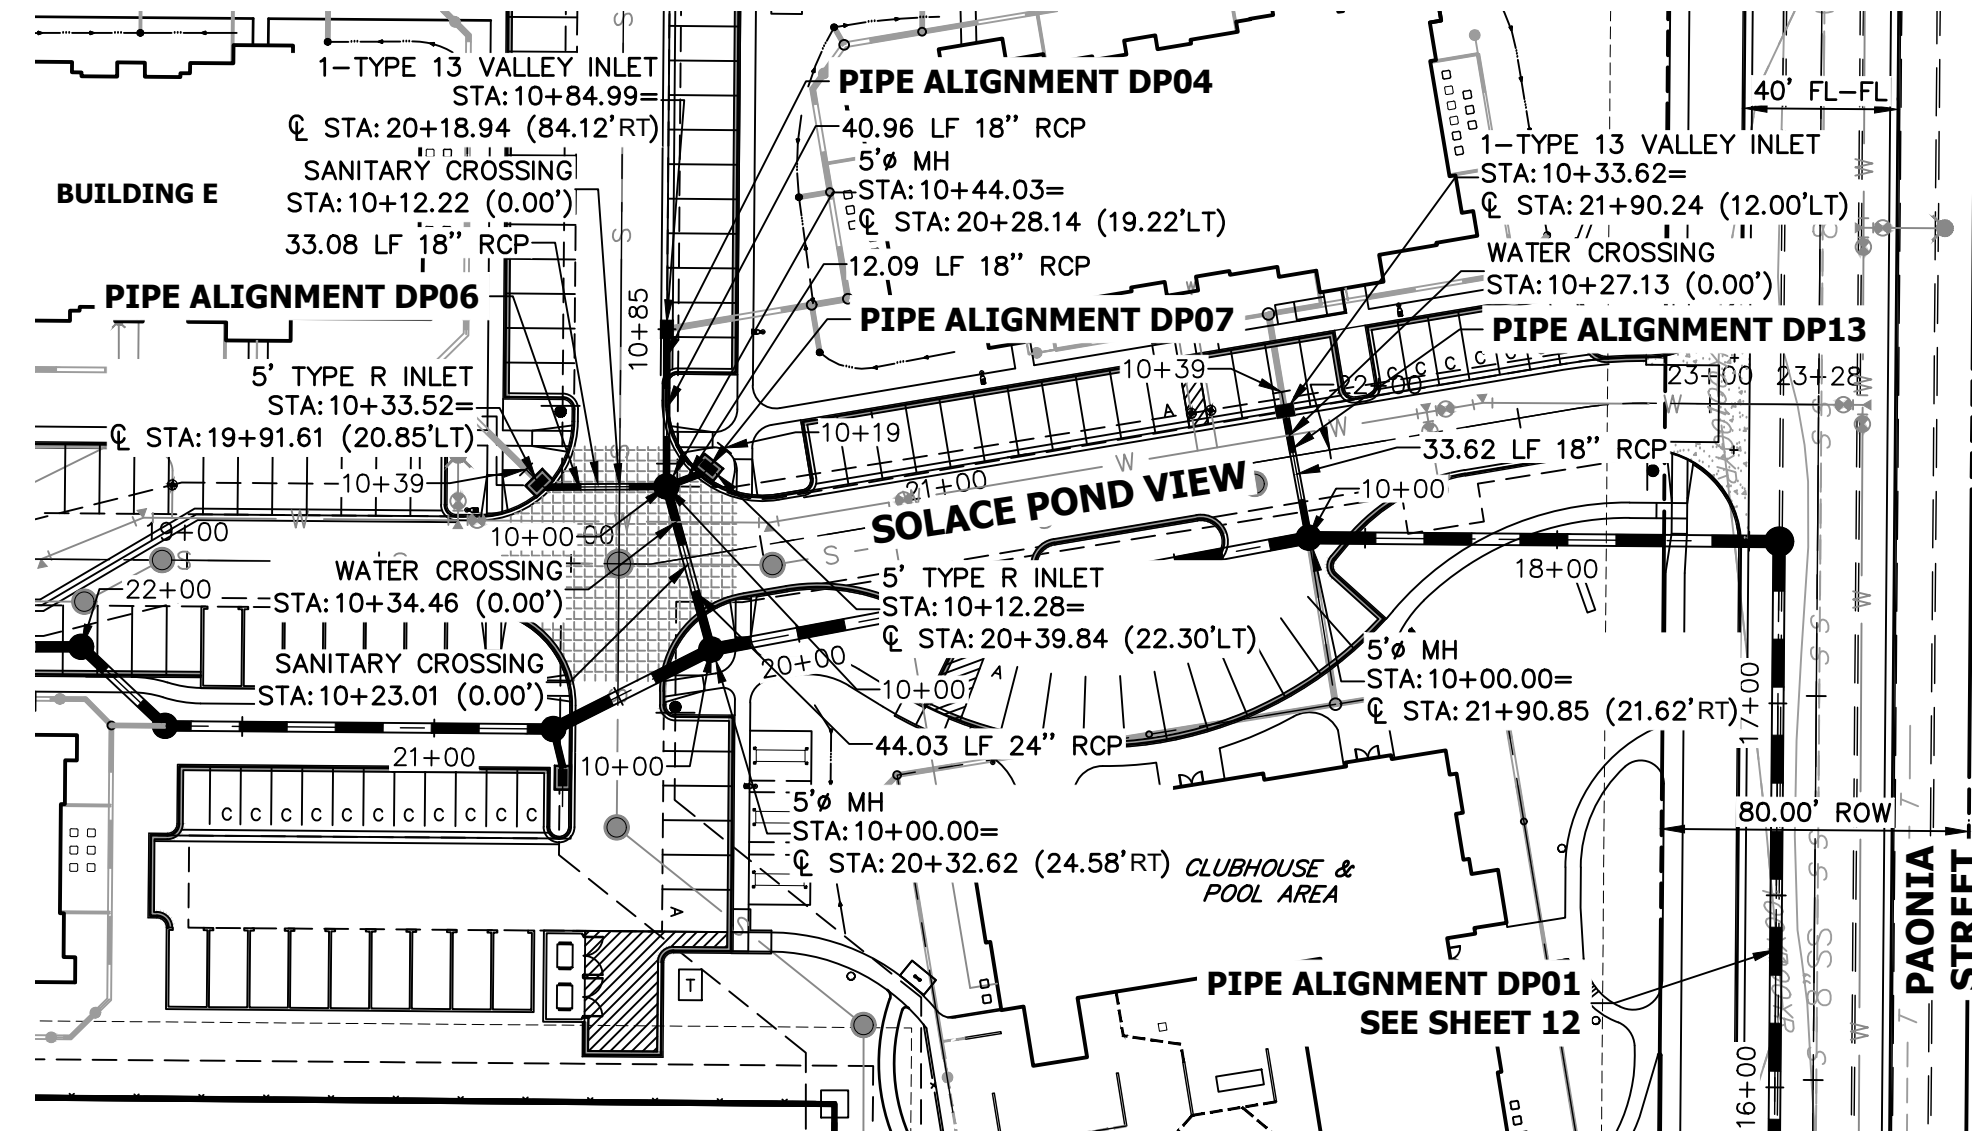 1-TYPE 13 VALLEY INLET
STA:10+84.99=
℄ STA:20+18.94 (84.12'RT)
SANITARY CROSSING
STA:10+12.22 (0.00')
33.08 LF 18" RCP
PIPE ALIGNMENT DP06
BUILDING E
5' TYPE R INLET
STA:10+33.52=
℄ STA:19+91.61 (20.85'LT)
10+39
19+00
10+00
22+00
WATER CROSSING
STA:10+34.46 (0.00')
SANITARY CROSSING
STA:10+23.01 (0.00')
21+00
10+00
10+85
PIPE ALIGNMENT DP04
40.96 LF 18" RCP
5'ø MH
STA:10+44.03=
℄ STA:20+28.14 (19.22'LT)
12.09 LF 18" RCP
PIPE ALIGNMENT DP07
10+39
10+19
21+00
SOLACE POND VIEW
22+00
5' TYPE R INLET
STA:10+12.28=
℄ STA:20+39.84 (22.30'LT)
20+00
10+00
44.03 LF 24" RCP
5'ø MH
STA:10+00.00=
℄ STA:20+32.62 (24.58'RT)
CLUBHOUSE &
POOL AREA
40' FL-FL
1-TYPE 13 VALLEY INLET
STA:10+33.62=
℄ STA:21+90.24 (12.00'LT)
WATER CROSSING
STA:10+27.13 (0.00')
PIPE ALIGNMENT DP13
23+00
23+28
33.62 LF 18" RCP
10+00
18+00
5'ø MH
STA:10+00.00=
℄ STA:21+90.85 (21.62'RT)
17+00
80.00' ROW
PIPE ALIGNMENT DP01
SEE SHEET 12
16+00
PAONIA
STREET
C C C C C C C C C
C C C C
A
A
A
T
W
W
W
W
S
S
S